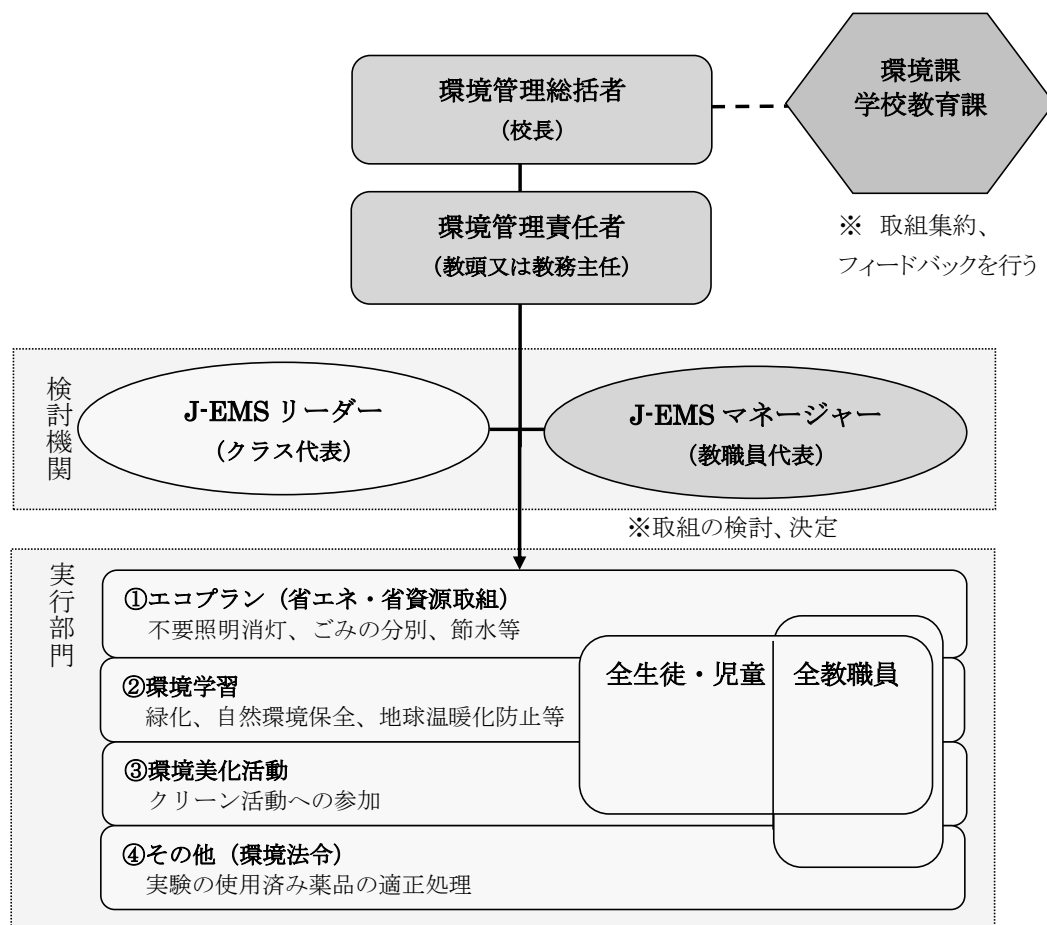 環境管理総括者
（校長）
環境課
学校教育課
環境管理責任者
（教頭又は教務主任）
※　取組集約、
フィードバックを行う
検討機関
J-EMS リーダー
（クラス代表）
J-EMS マネージャー
（教職員代表）
※取組の検討、決定
実行部門
①エコプラン（省エネ・省資源取組）
不要照明消灯、ごみの分別、節水等
全生徒・児童
全教職員
②環境学習
緑化、自然環境保全、地球温暖化防止等
③環境美化活動
クリーン活動への参加
④その他（環境法令）
実験の使用済み薬品の適正処理